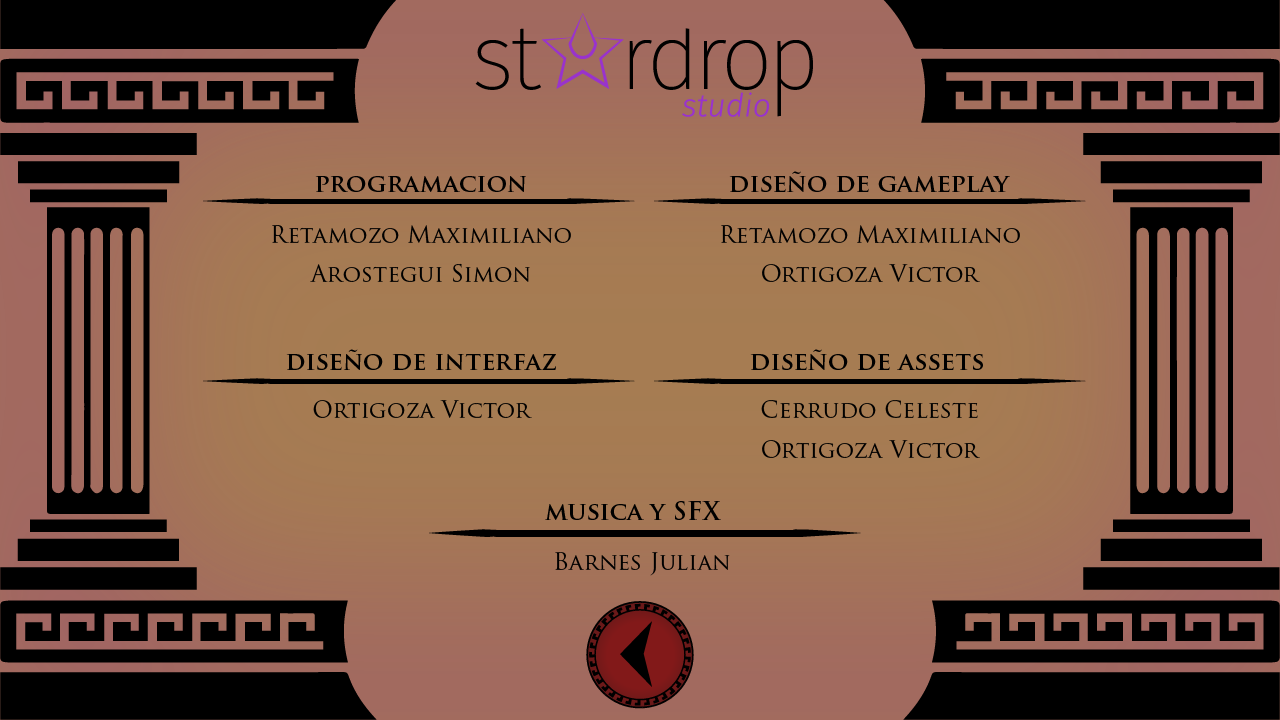 stardrop
studio
PROGRAMACION
RETAMOZO MAXIMILIANO
AROSTEGUI SIMON
DISEÑO DE GAMEPLAY
RETAMOZO MAXIMILIANO
ORTIGOZA VICTOR
DISEÑO DE INTERFAZ
ORTIGOZA VICTOR
DISEÑO DE ASSETS
CERRUDO CELESTE
ORTIGOZA VICTOR
MUSICA Y SFX
BARNES JULIAN